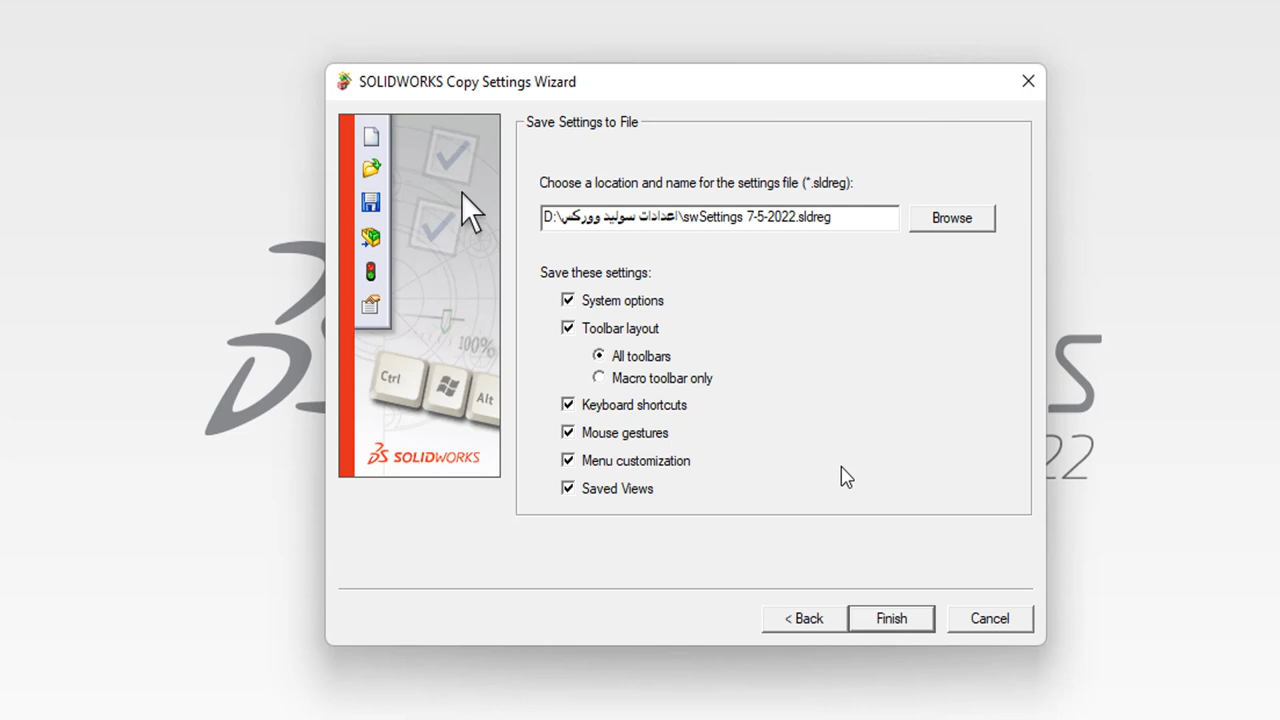 SOLIDWORKS Copy Settings Wizard
Save Settings to File
Choose a location and name for the settings file (*.sldreg):
D:\اعدادات سوليد ووركس\swSettings 7-5-2022.sldreg
Browse
Save these settings:
System options
Toolbar layout
All toolbars
Macro toolbar only
Keyboard shortcuts
Mouse gestures
Menu customization
Saved Views
100%
Ctrl
Alt
SOLIDWORKS
S
22
< Back
Finish
Cancel